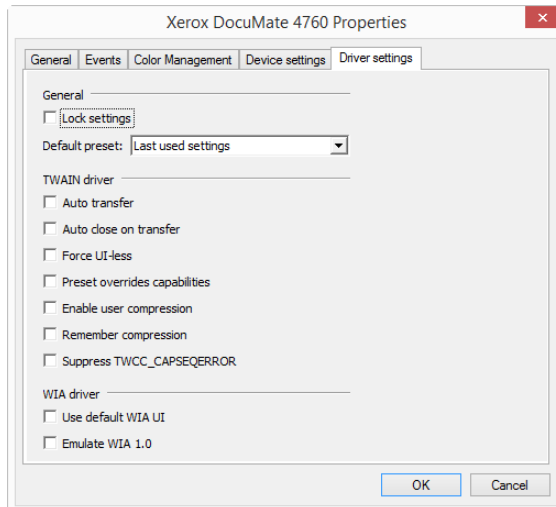 Xerox DocuMate 4760 Properties
General Events Color Management Device settings Driver settings
General
Lock settings
Default preset: Last used settings
TWAIN driver
Auto transfer
Auto close on transfer
Force UI-less
Preset overrides capabilities
Enable user compression
Remember compression
Suppress TWCC_CAPSEQERROR
WIA driver
Use default WIA UI
Emulate WIA 1.0
OK Cancel